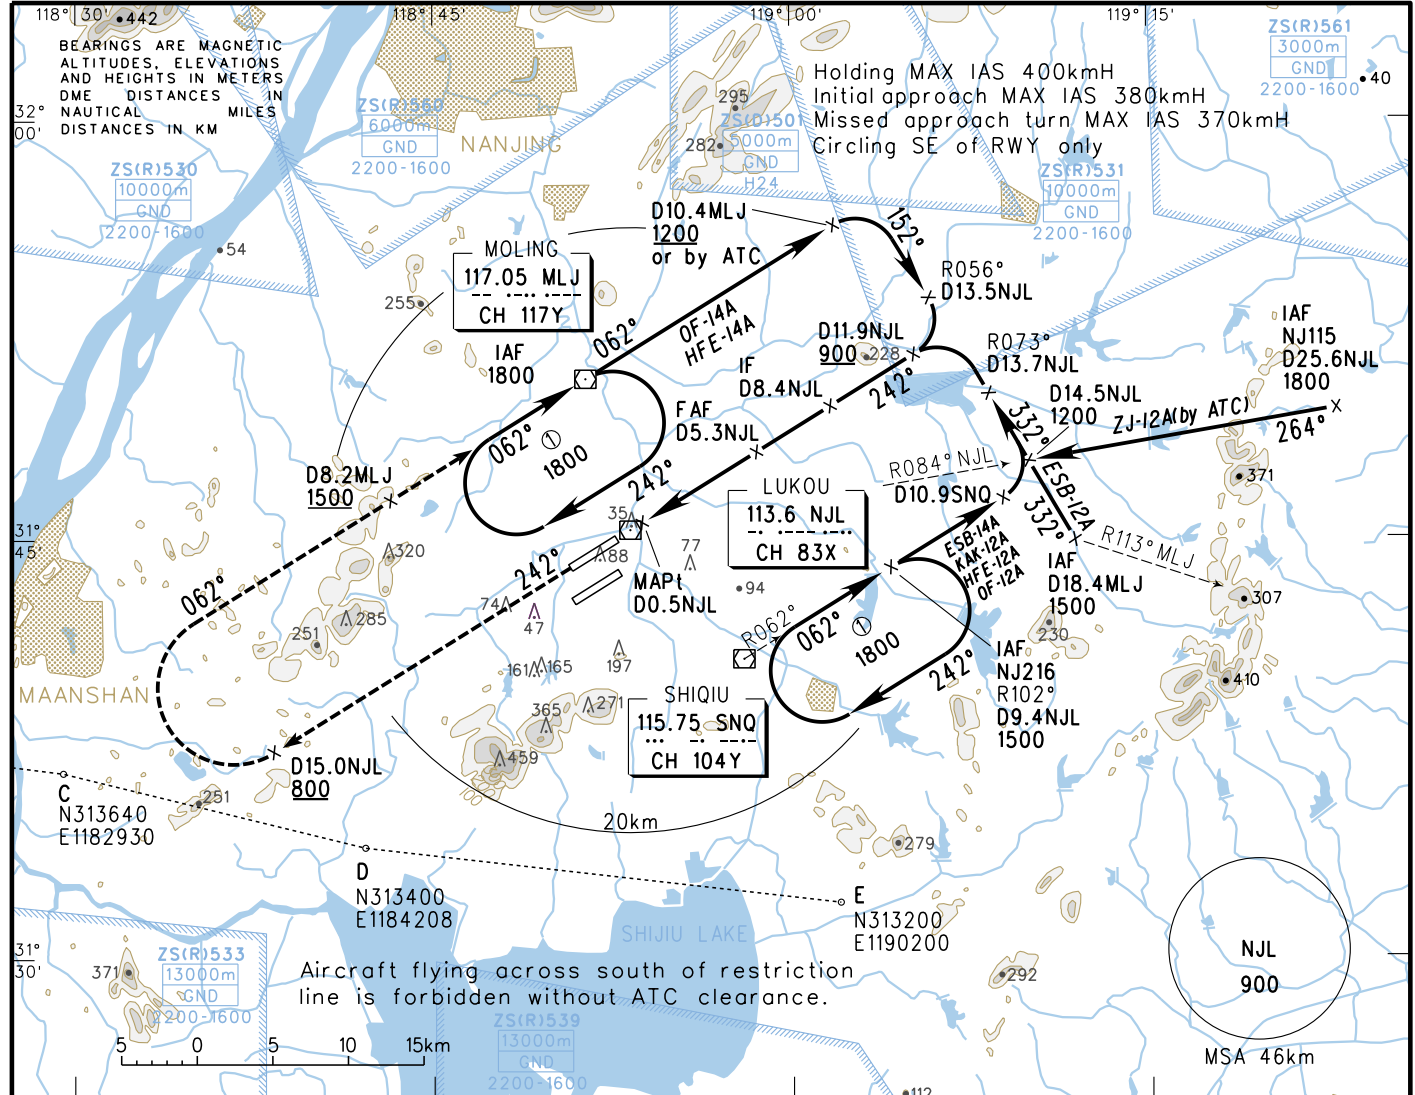 118° 30'
118° 45'
119° 00'
119° 15'
442
BEARINGS ARE MAGNETIC
ALTITUDES, ELEVATIONS
AND HEIGHTS IN METERS
DME DISTANCES IN
NAUTICAL MILES
DISTANCES IN KM
32°
00'
ZS(R)560
6000m
GND
2200-1600
NANJING
295
282
ZS(D)501
5000m
GND
H24
Holding MAX IAS 400kmH
Initial approach MAX IAS 380kmH
Missed approach turn MAX IAS 370kmH
Circling SE of RWY only
ZS(R)561
3000m
GND
2200-1600
40
ZS(R)530
10000m
GND
2200-1600
54
ZS(R)531
10000m
GND
2200-1600
D10.4MLJ
1200
or by ATC
152°
MOLING
117.05 MLJ
CH 117Y
255
R056°
D13.5NJL
062°
OF-14A
HFE-14A
IAF
1800
D11.9NJL
900
228
242°
R073°
D13.7NJL
IAF
NJ115
D25.6NJL
1800
IF
D8.4NJL
D14.5NJL
1200
332°
ZJ-12A(by ATC)
264°
FAF
D5.3NJL
062°
1
1800
242°
D8.2MLJ
1500
R084° NJL
D10.9SNQ
ESB-12A
332°
371
LUKOU
113.6 NJL
CH 83X
35
88
77
94
31°
45'
320
242°
MAPt
D0.5NJL
ESB-14A
KAK-12A
HFE-12A
OF-12A
R113° MLJ
IAF
D18.4MLJ
1500
307
062°
285
251
74
47
161
165
197
R062°
062°
1
1800
242°
230
IAF
NJ216
R102°
D9.4NJL
1500
410
MAANSHAN
SHIQIU
115.75 SNQ
CH 104Y
271
365
459
D15.0NJL
800
C
N313640
E1182930
251
20km
279
D
N313400
E1184208
E
N313200
E1190200
SHIJIU LAKE
31°
30'
371
ZS(R)533
13000m
GND
2200-1600
Aircraft flying across south of restriction
line is forbidden without ATC clearance.
292
NJL
900
MSA 46km
ZS(R)539
13000m
GND
2200-1600
5 0 5 10 15km
112